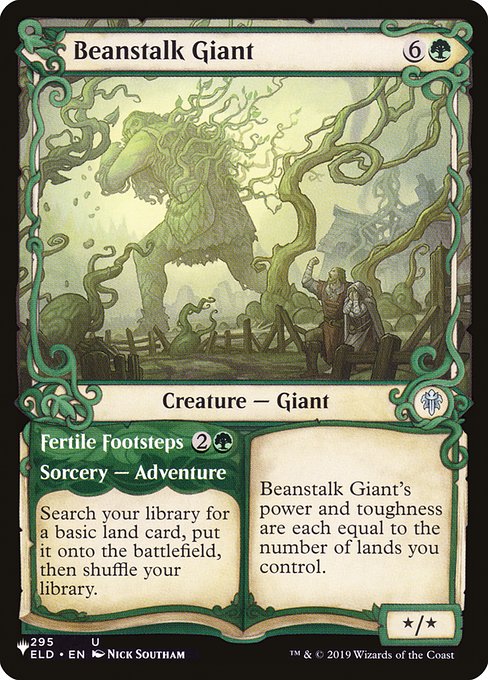 Beanstalk Giant 6
Creature — Giant
Fertile Footsteps 2
Sorcery — Adventure
Search your library for
a basic land card, put
it onto the battlefield,
then shuffle your
library.
Beanstalk Giant's
power and toughness
are each equal to the
number of lands you
control.
★/★
295 U
ELD • EN Nick Southam
™ & © 2019 Wizards of the Coast